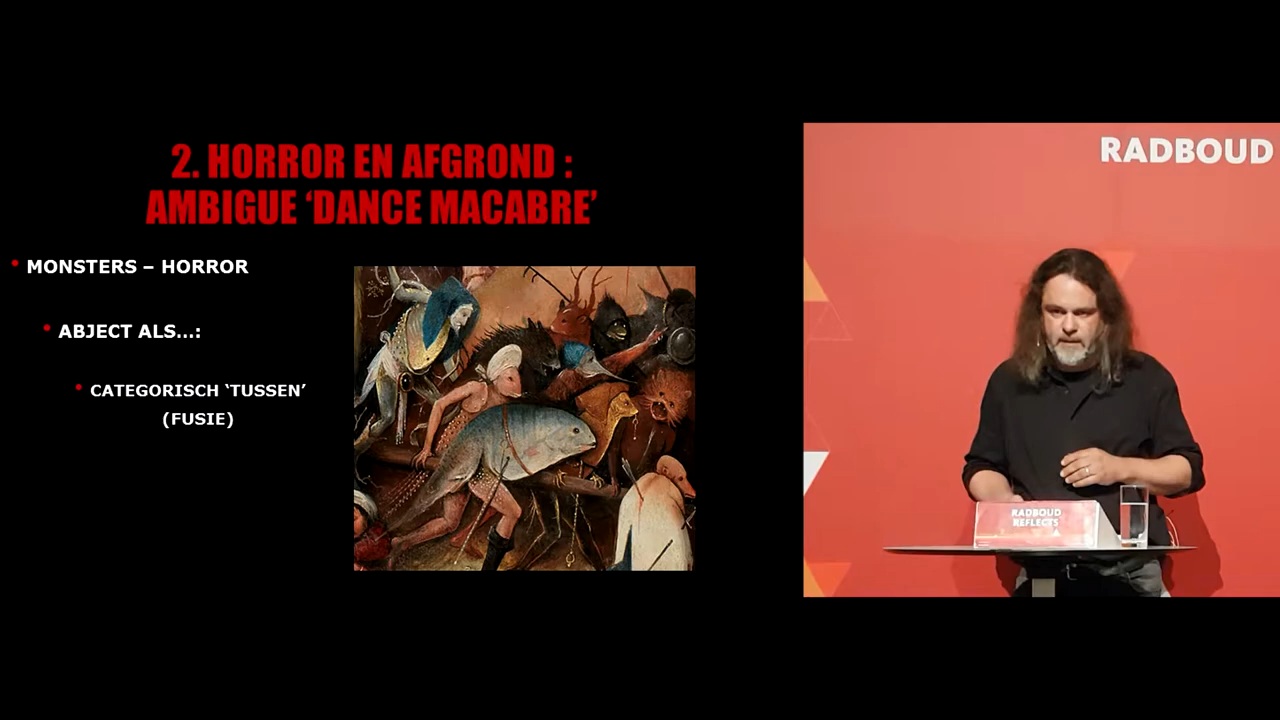 2. HORROR EN AFGROND :
AMBIGUE ‘DANCE MACABRE’
• MONSTERS – HORROR
• ABJECT ALS…:
• CATEGORISCH ‘TUSSEN’
(FUSIE)
RADBOUD
RADBOUD
REFLECTS